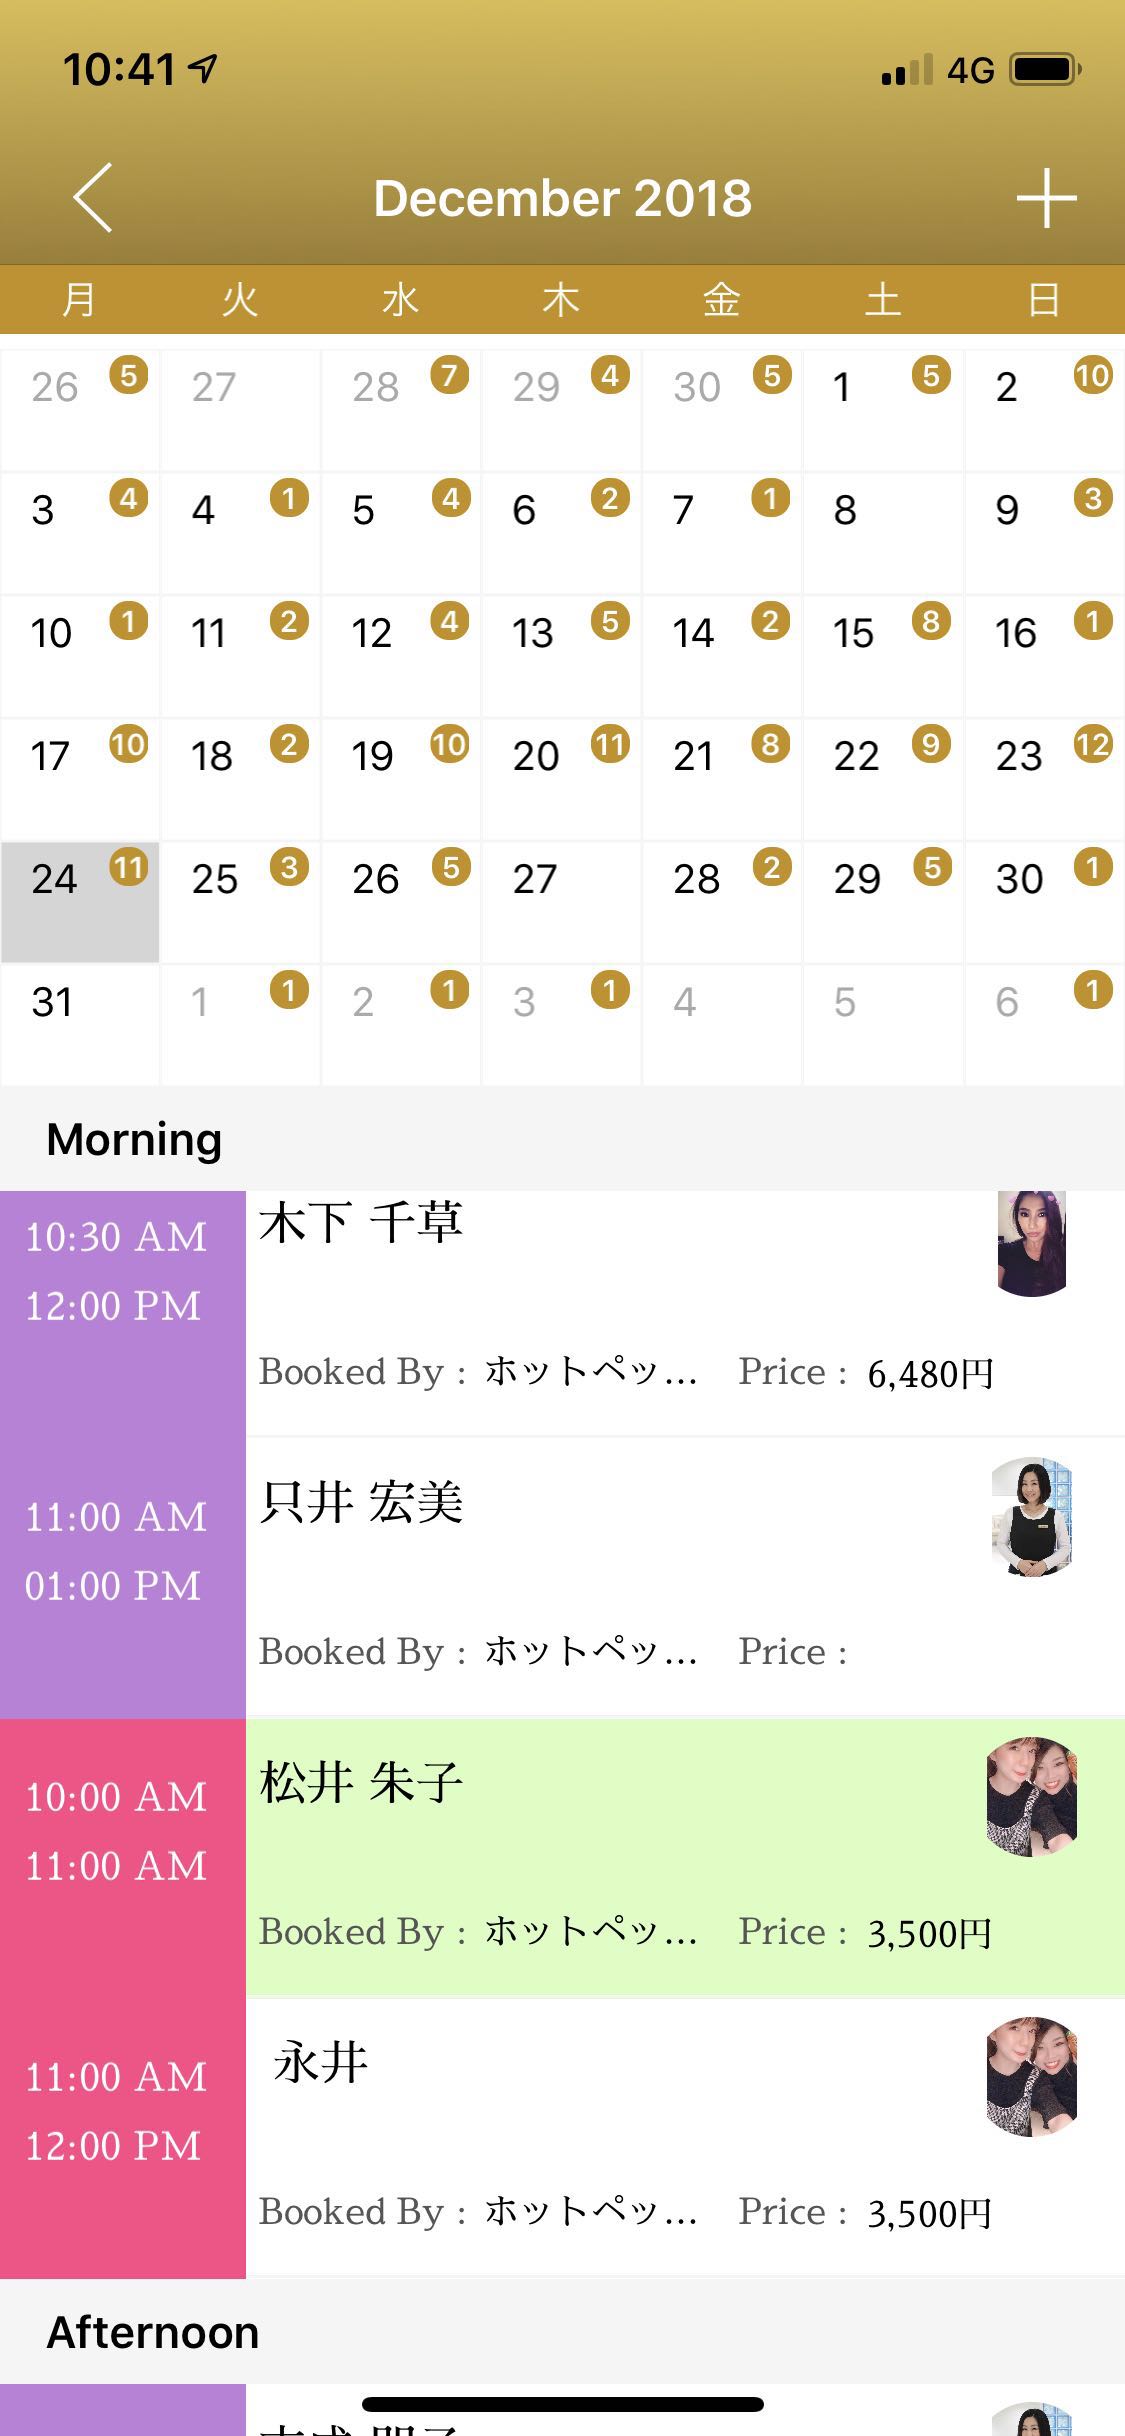 10:41 4G
December 2018
月 火 水 木 金 土 日
26 5 27 28 7 29 4 30 5 1 5 2 10
3 4 4 1 5 4 6 2 7 1 8 9 3
10 1 11 2 12 4 13 5 14 2 15 8 16 1
17 10 18 2 19 10 20 11 21 8 22 9 23 12
24 11 25 3 26 5 27 28 2 29 5 30 1
31 1 1 2 1 3 1 4 5 6 1
Morning
10:30 AM 木下 千草
12:00 PM
Booked By : ホットペッ... Price : 6,480円
11:00 AM 只井 宏美
01:00 PM
Booked By : ホットペッ... Price :
10:00 AM 松井 朱子
11:00 AM
Booked By : ホットペッ... Price : 3,500円
11:00 AM 永井
12:00 PM
Booked By : ホットペッ... Price : 3,500円
Afternoon